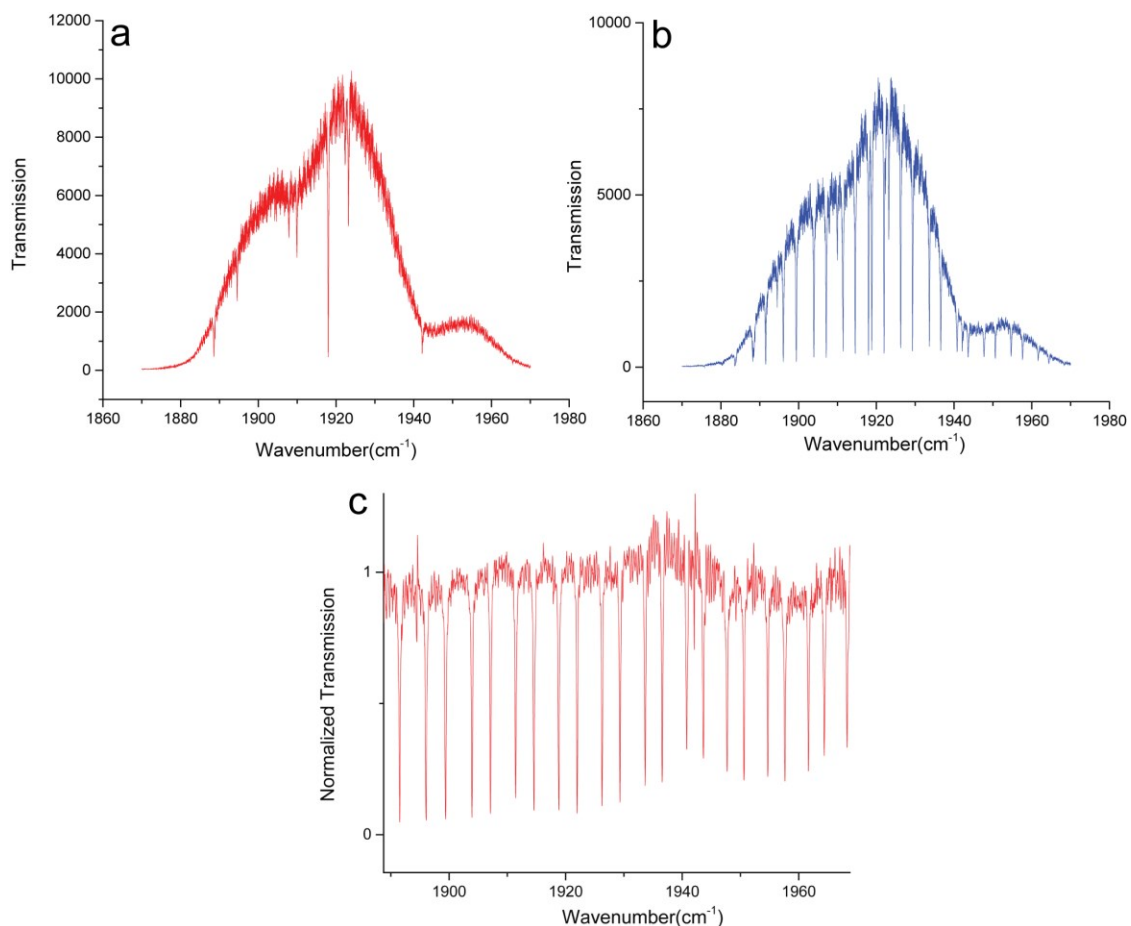 a
12000
10000
8000
6000
4000
2000
0
Transmission
1860 1880 1900 1920 1940 1960 1980
Wavenumber(cm⁻¹)
b
10000
5000
0
Transmission
1860 1880 1900 1920 1940 1960 1980
Wavenumber(cm⁻¹)
c
1
0
Normalized Transmission
1900 1920 1940 1960
Wavenumber(cm⁻¹)